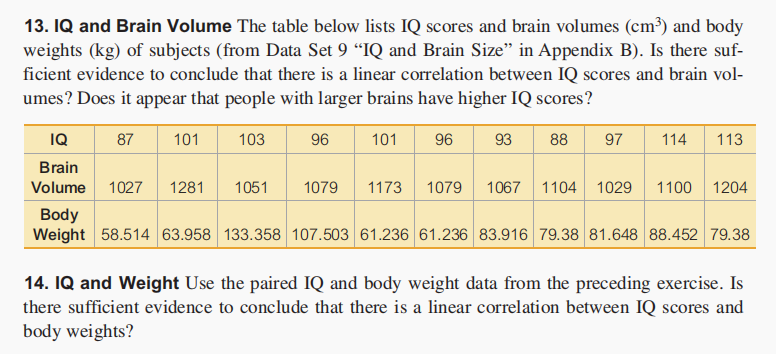 13. IQ and Brain Volume The table below lists IQ scores and brain volumes (cm³) and body
weights (kg) of subjects (from Data Set 9 “IQ and Brain Size” in Appendix B). Is there suf-
ficient evidence to conclude that there is a linear correlation between IQ scores and brain vol-
umes? Does it appear that people with larger brains have higher IQ scores?
IQ 87 101 103 96 101 96 93 88 97 114 113
Brain
Volume 1027 1281 1051 1079 1173 1079 1067 1104 1029 1100 1204
Body
Weight 58.514 63.958 133.358 107.503 61.236 61.236 83.916 79.38 81.648 88.452 79.38
14. IQ and Weight Use the paired IQ and body weight data from the preceding exercise. Is
there sufficient evidence to conclude that there is a linear correlation between IQ scores and
body weights?